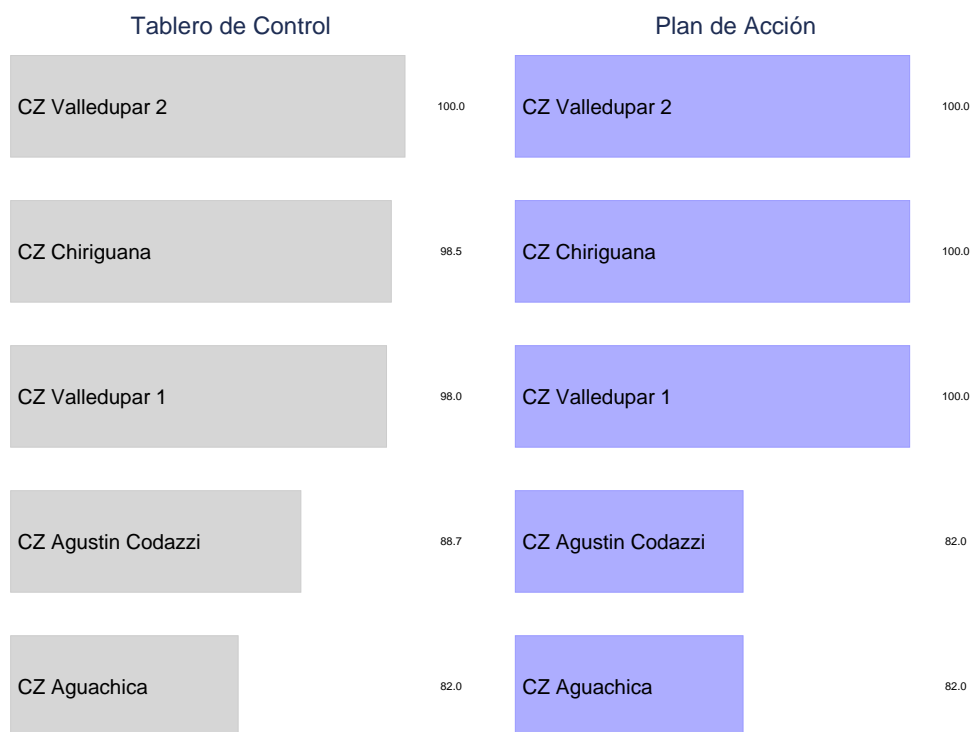 Tablero de Control
CZ Valledupar 2 100.0
CZ Chiriguana 98.5
CZ Valledupar 1 98.0
CZ Agustin Codazzi 88.7
CZ Aguachica 82.0
Plan de Acción
CZ Valledupar 2 100.0
CZ Chiriguana 100.0
CZ Valledupar 1 100.0
CZ Agustin Codazzi 82.0
CZ Aguachica 82.0